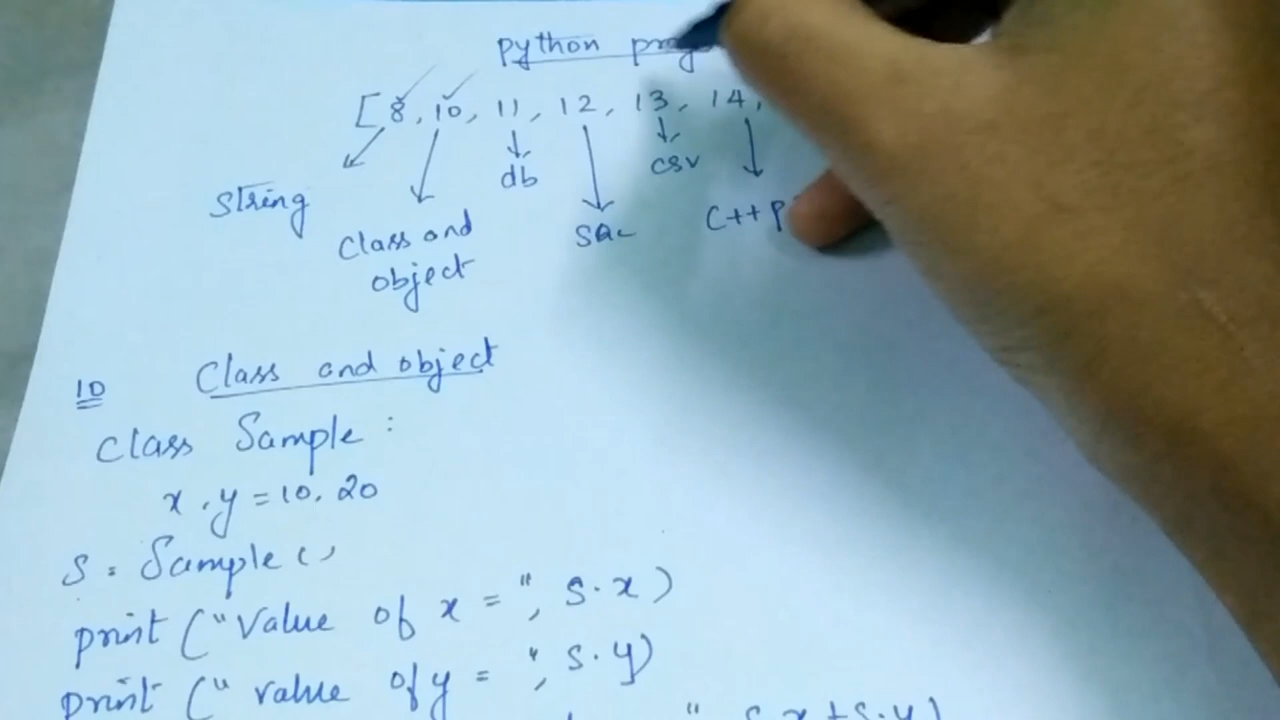 python
[8, 10, 11, 12, 13, 14,
string
class and
object
db
SQL
csv
C++ p
10 Class and object
class Sample:
x, y = 10, 20
S = Sample ()
print ("Value of x = ", S.x)
print (" value of y = ", S.y)
" S.x + S.y)